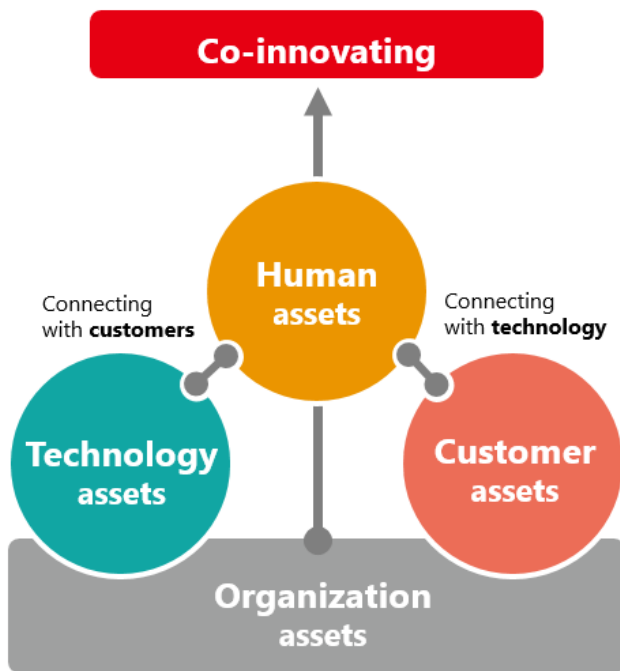 Co-innovating
Human
assets
Connecting
with customers
Connecting
with technology
Technology
assets
Customer
assets
Organization
assets